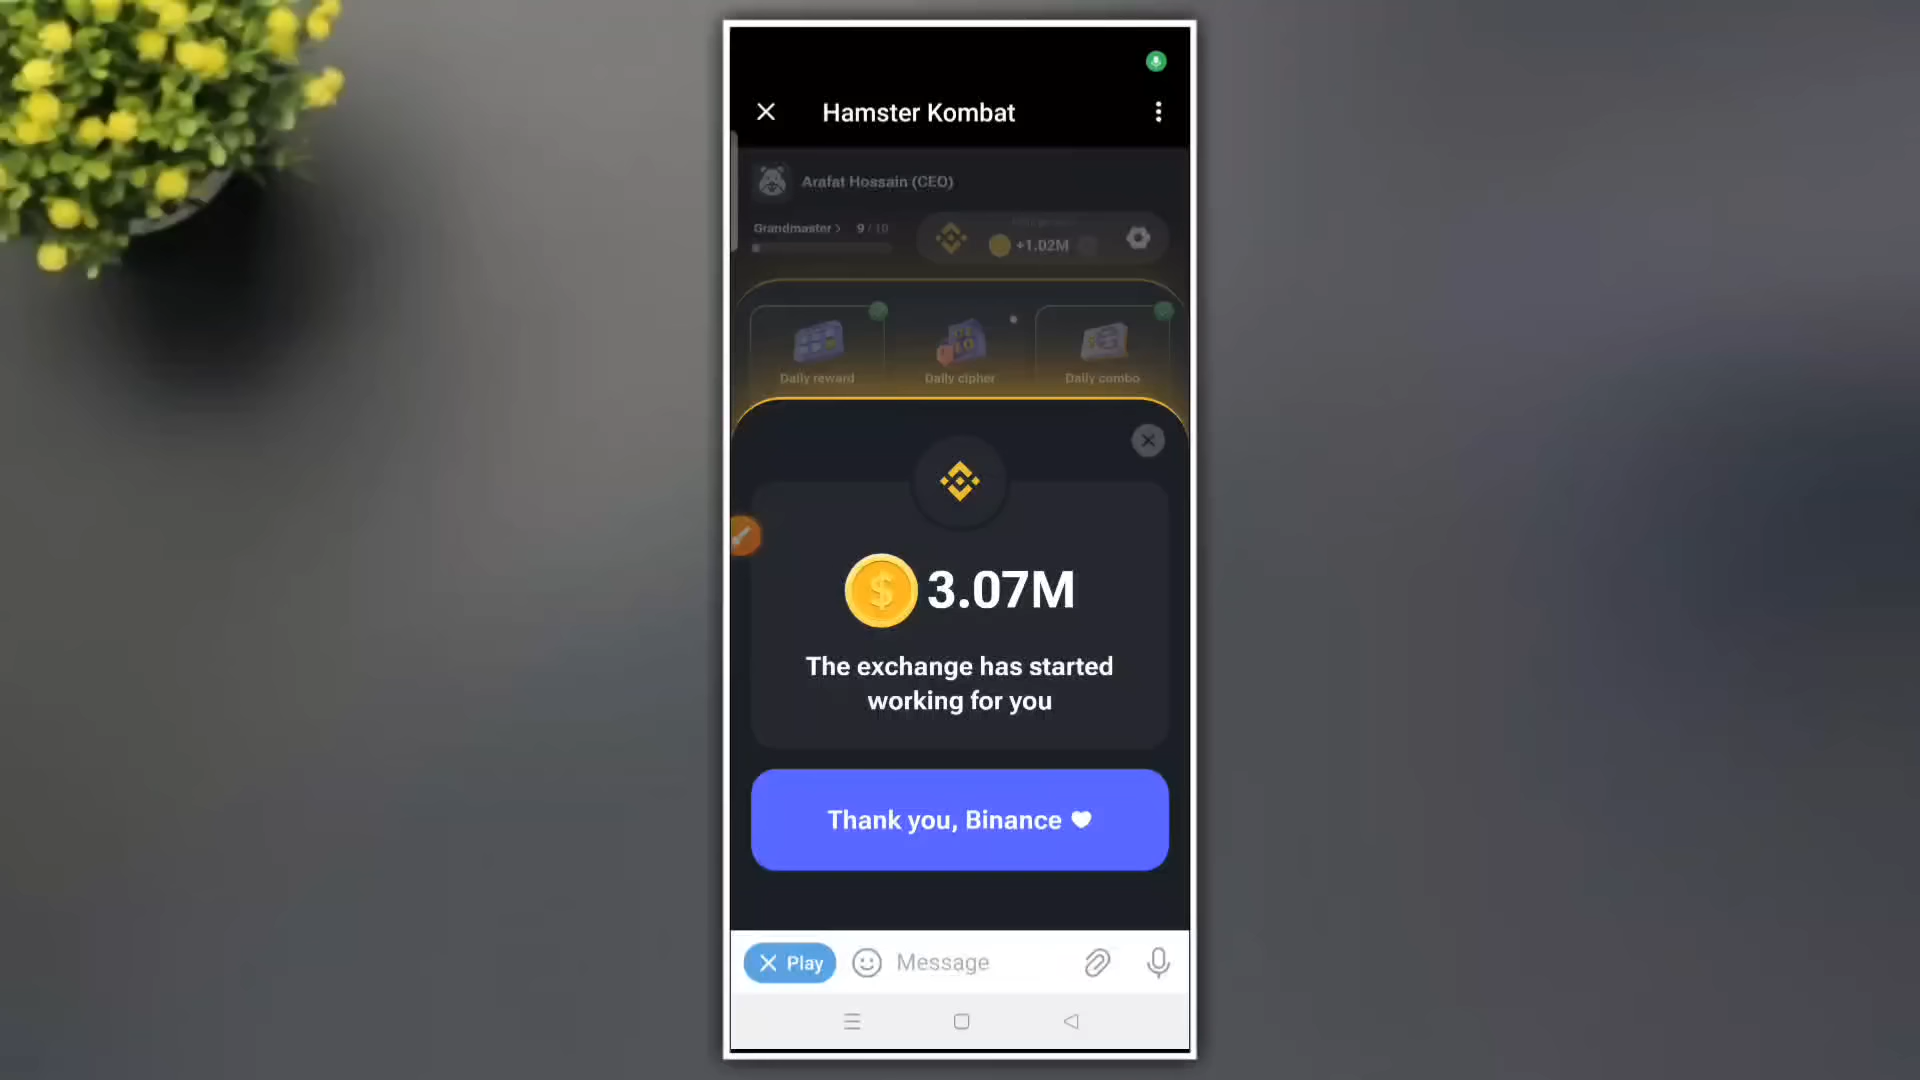 Hamster Kombat
Arafat Hossain (CEO)
Grandmaster > 9 / 10
+1.02M
Daily reward
Daily cipher
Daily combo
$ 3.07M
The exchange has started
working for you
Thank you, Binance
Play
Message